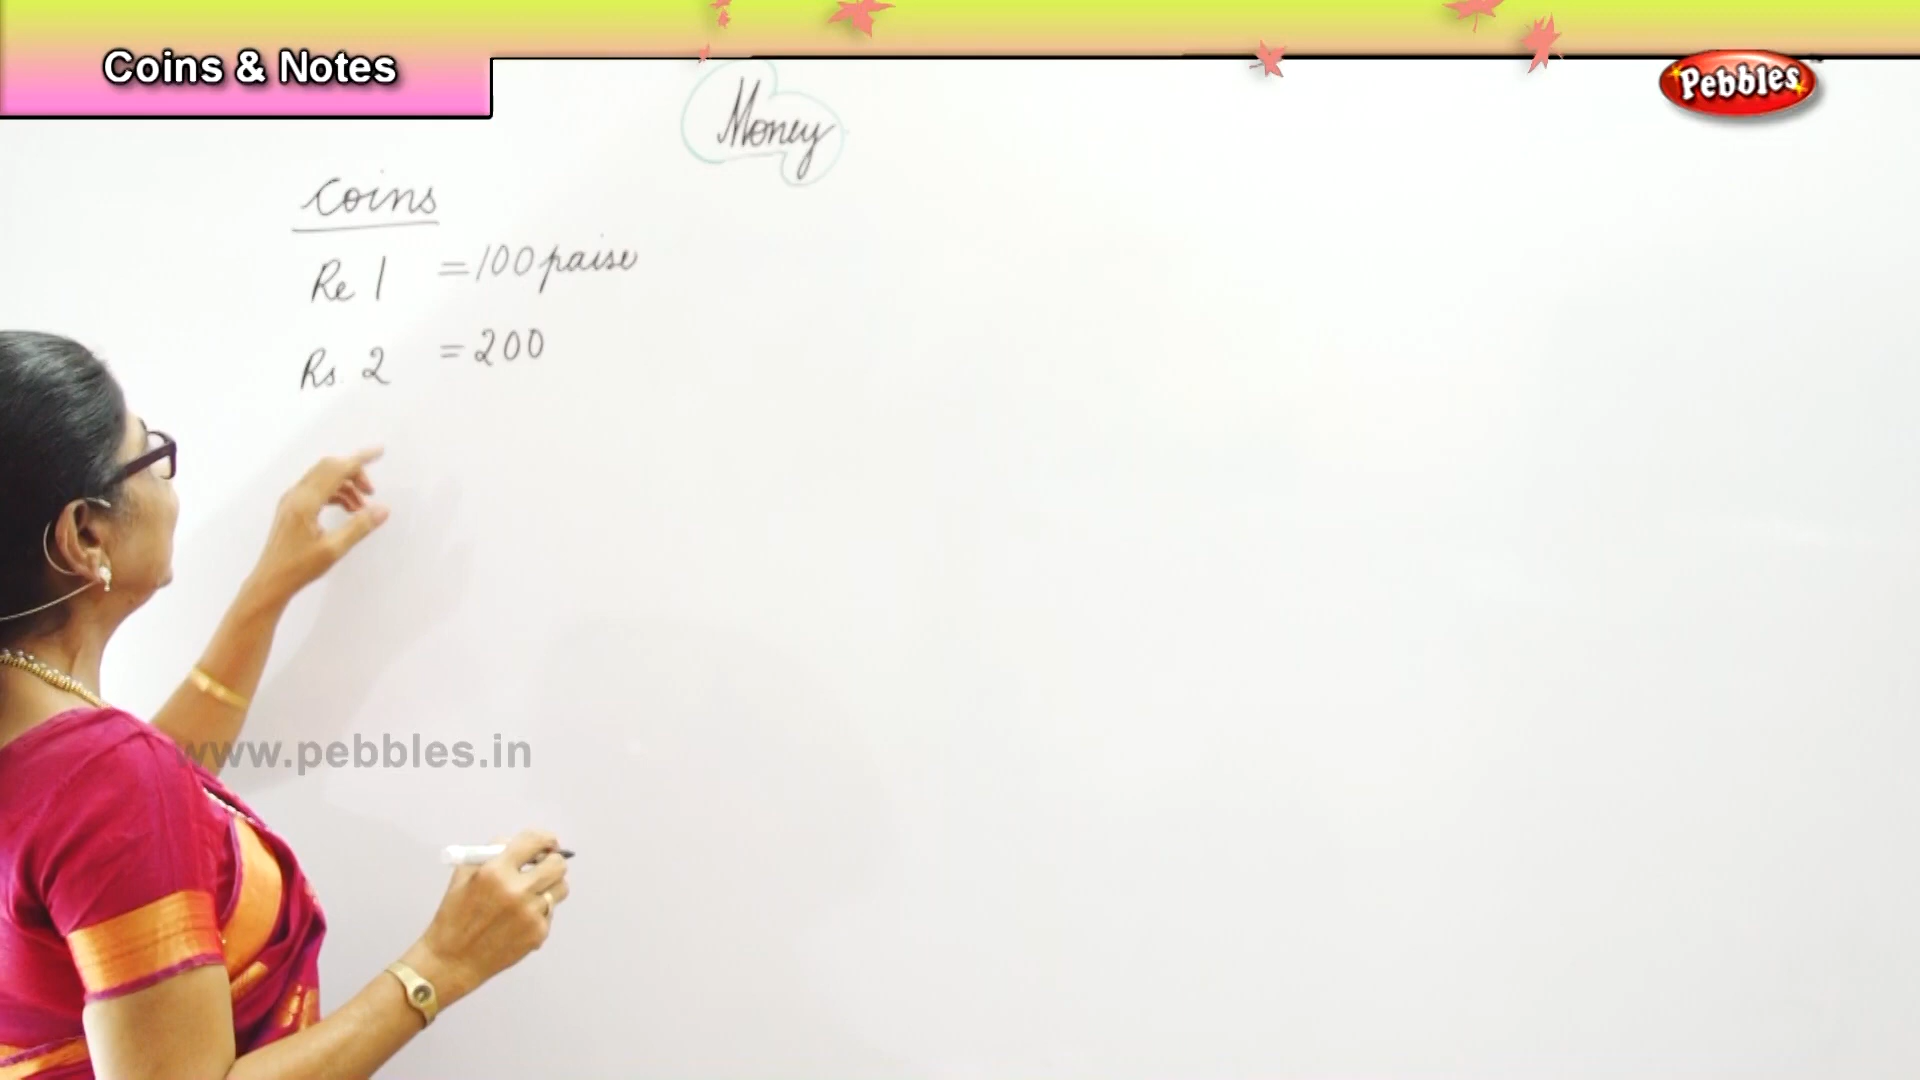 Coins & Notes
Pebbles
Money
Coins
Re 1 = 100 paise
Rs. 2 = 200
www.pebbles.in